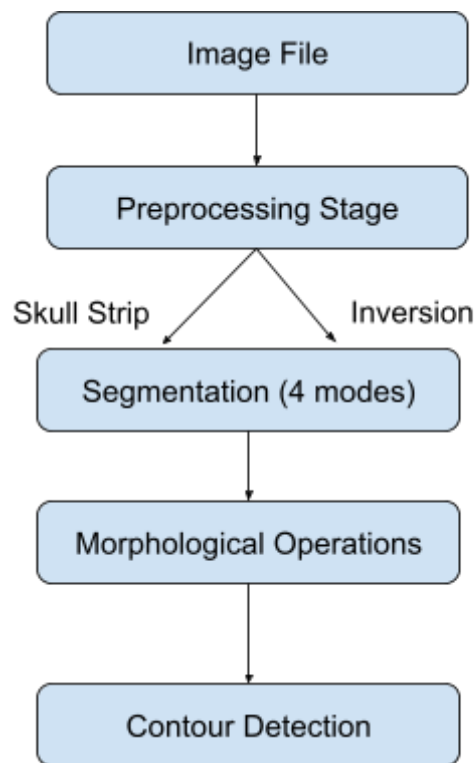 Image File
Preprocessing Stage
Skull Strip
Inversion
Segmentation (4 modes)
Morphological Operations
Contour Detection